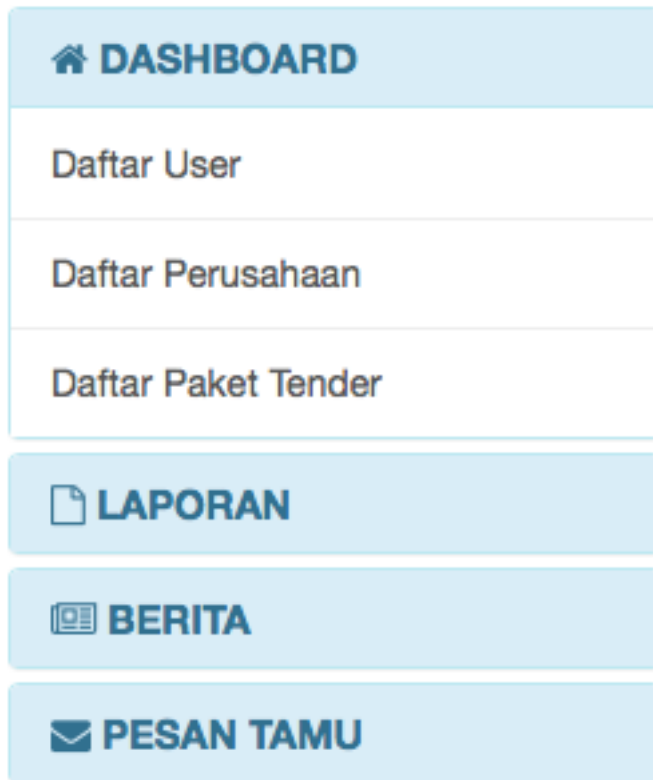 DASHBOARD
Daftar User
Daftar Perusahaan
Daftar Paket Tender
LAPORAN
BERITA
PESAN TAMU